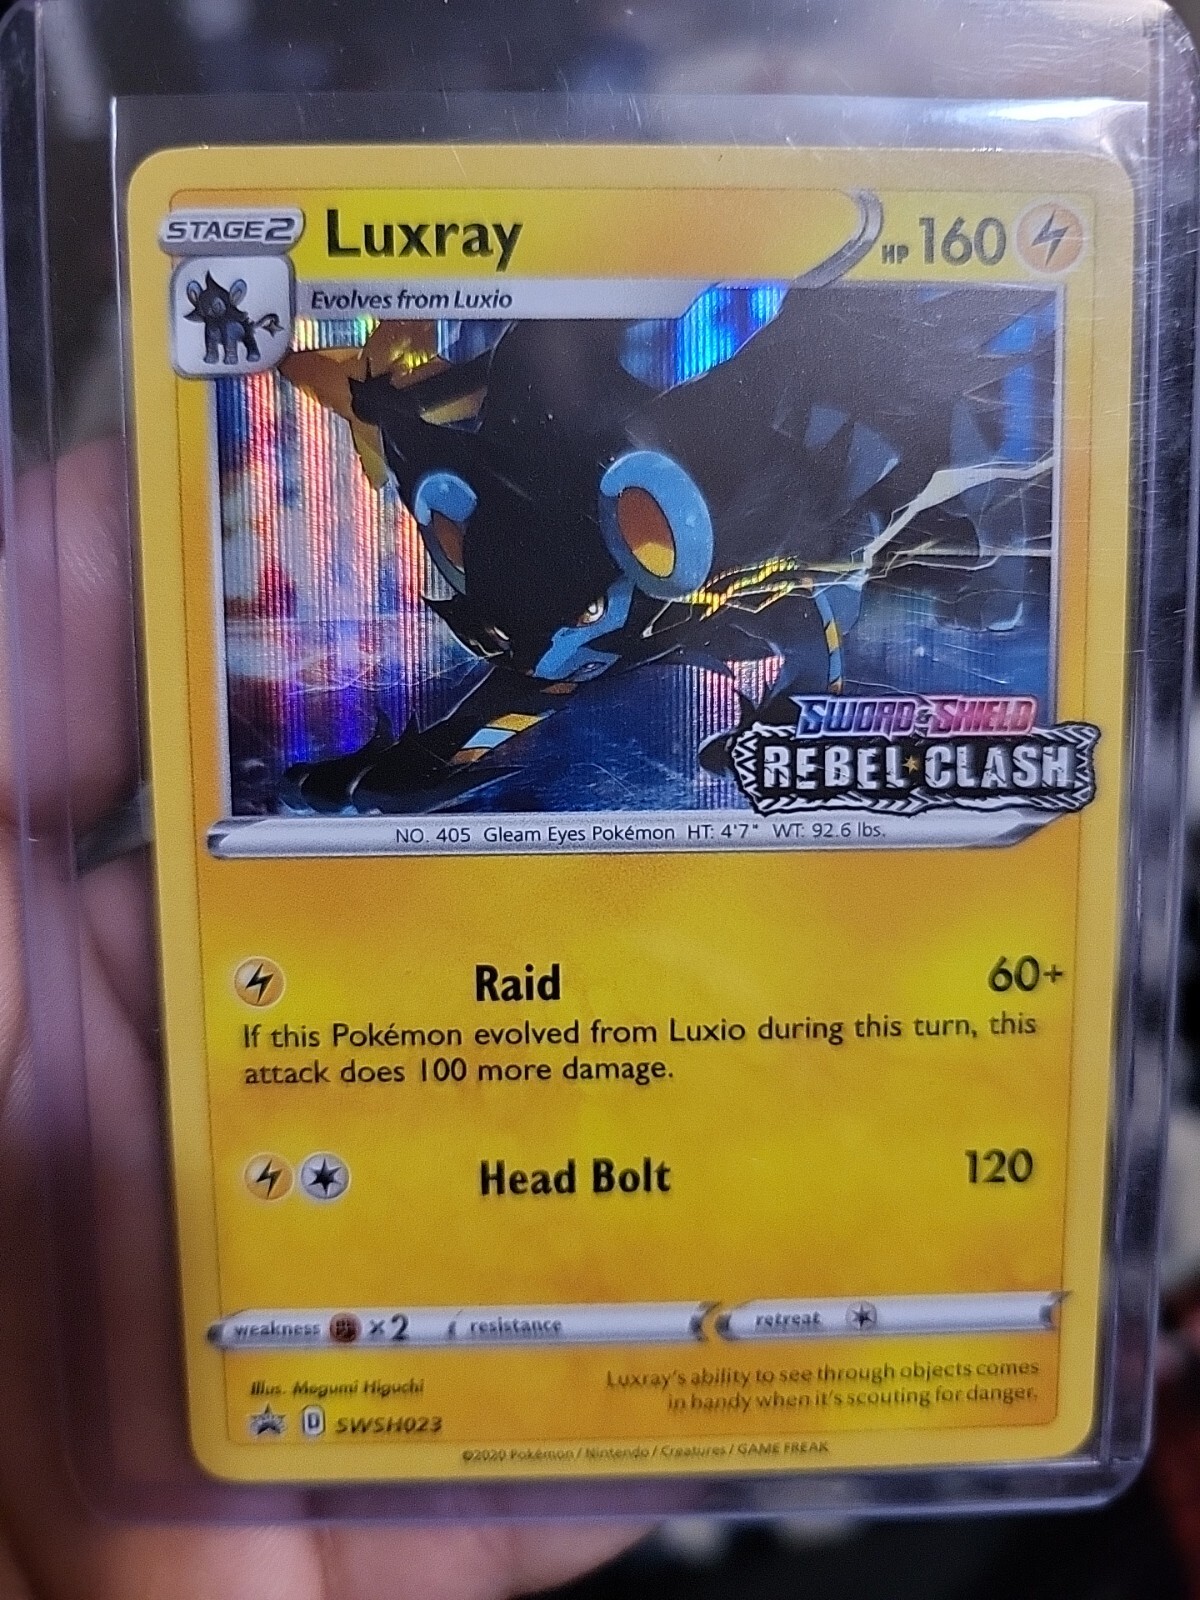 STAGE2
Luxray
HP 160
Evolves from Luxio
SWORD & SHIELD
REBEL CLASH
NO. 405 Gleam Eyes Pokémon HT: 4'7" WT: 92.6 lbs.
Raid 60+
If this Pokémon evolved from Luxio during this turn, this
attack does 100 more damage.
Head Bolt 120
weakness ×2 resistance retreat
Luxray's ability to see through objects comes
in handy when it's scouting for danger.
Illus. Megumi Higuchi
D SWSH023
©2020 Pokémon / Nintendo / Creatures / GAME FREAK